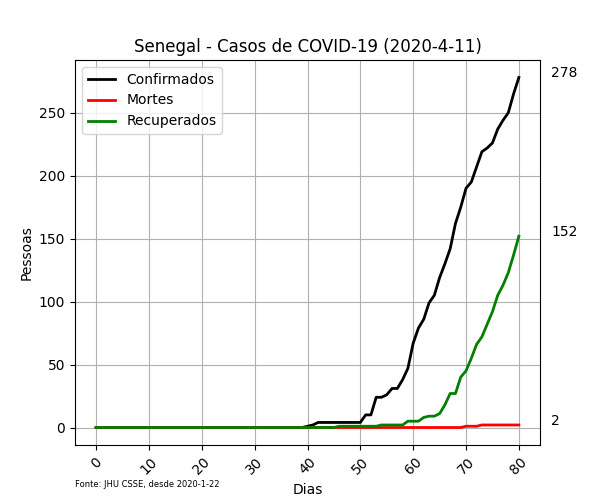 Senegal - Casos de COVID-19 (2020-4-11)
Confirmados
Mortes
Recuperados
278
152
2
Pessoas
250
200
150
100
50
0
0 10 20 30 40 50 60 70 80
Dias
Fonte: JHU CSSE, desde 2020-1-22